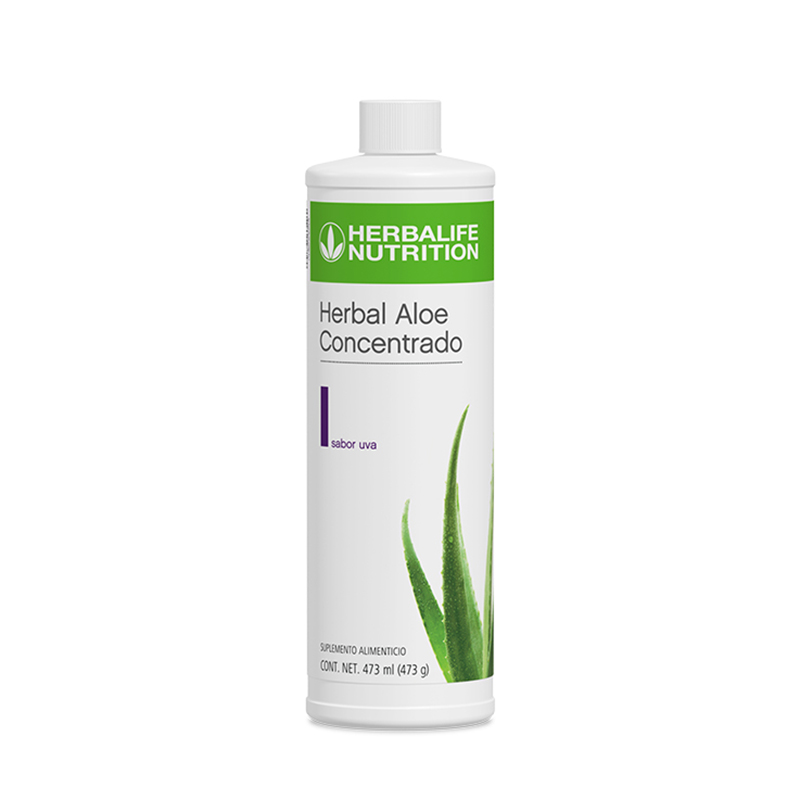 HERBALIFE
NUTRITION
Herbal Aloe
Concentrado
sabor uva
SUPLEMENTO ALIMENTICIO
CONT. NET. 473 ml (473 g)